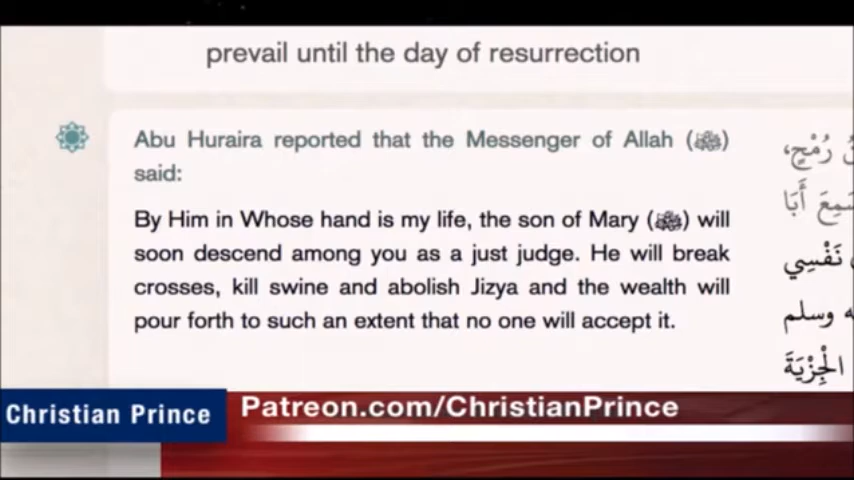 prevail until the day of resurrection
Abu Huraira reported that the Messenger of Allah (ﷺ)
said:
By Him in Whose hand is my life, the son of Mary (ﷺ) will
soon descend among you as a just judge. He will break
crosses, kill swine and abolish Jizya and the wealth will
pour forth to such an extent that no one will accept it.
رُمْحٍ،
أَبَا
نَفْسِي
وسلم
الْجِزْيَةَ
Christian Prince
Patreon.com/ChristianPrince